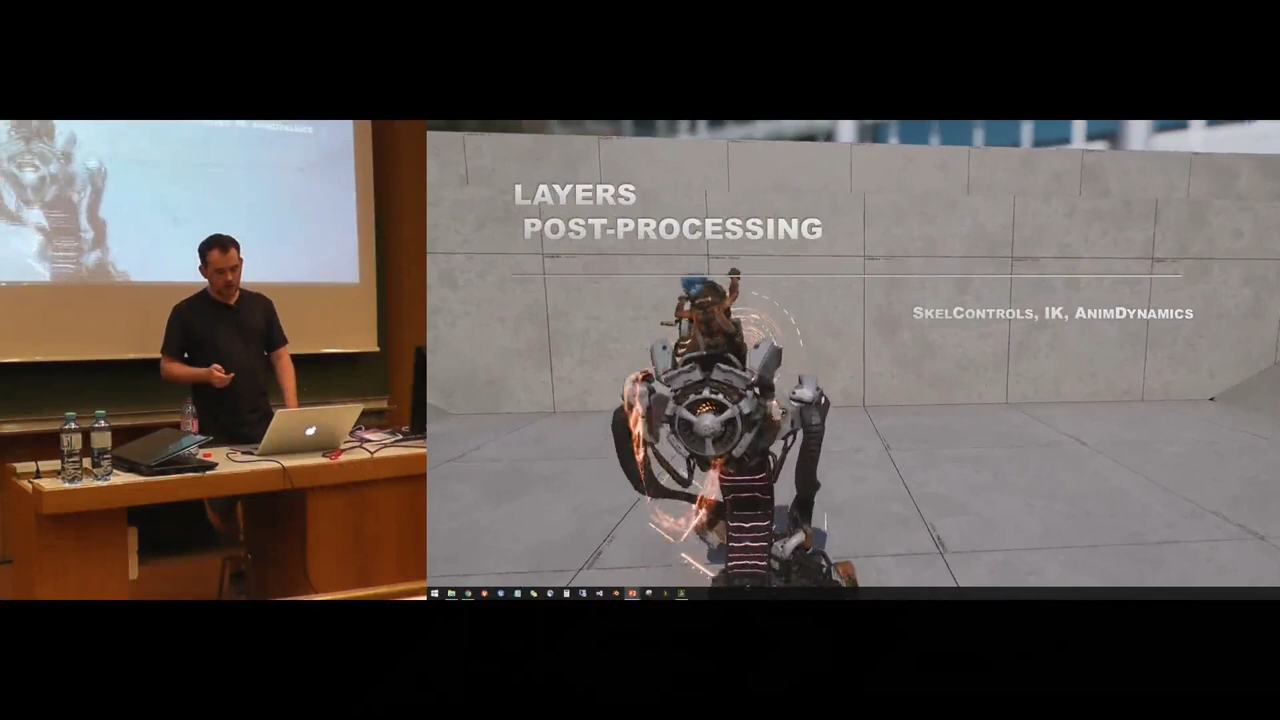 LAYERS
POST-PROCESSING
SKELCONTROLS, IK, ANIMDYNAMICS